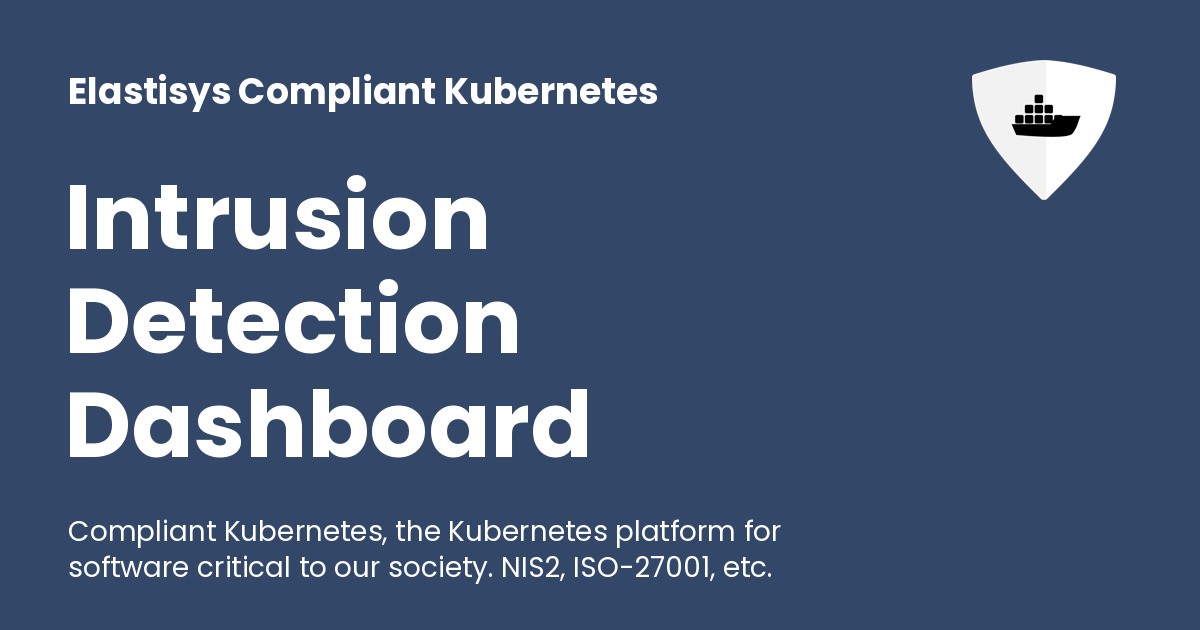 Elastisys Compliant Kubernetes
Intrusion
Detection
Dashboard
Compliant Kubernetes, the Kubernetes platform for
software critical to our society. NIS2, ISO-27001, etc.